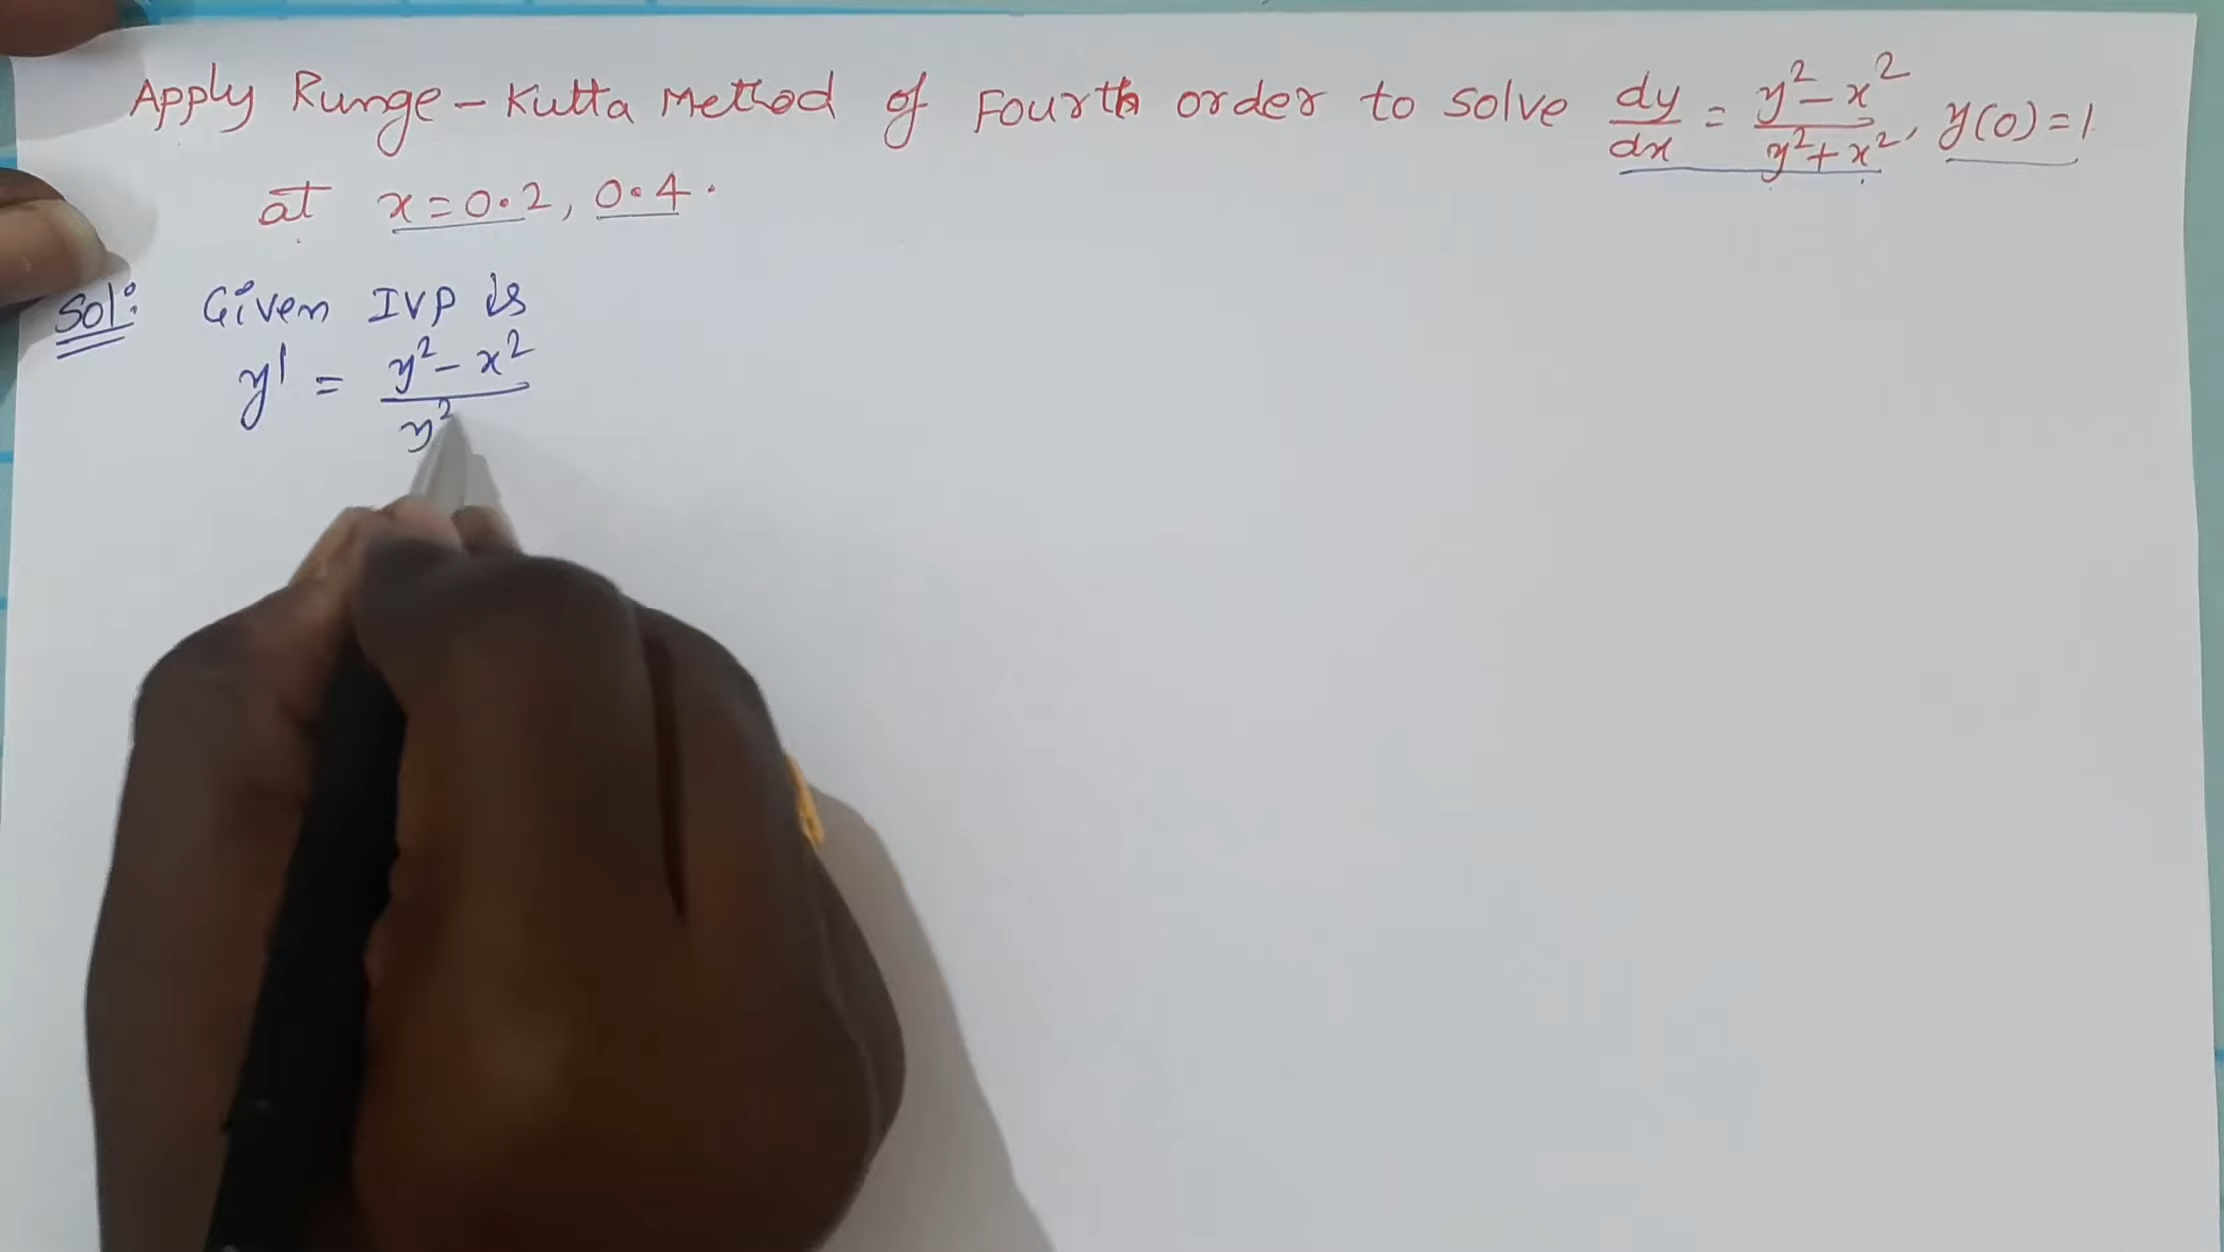 Apply Runge-Kutta Method of Fourth order to solve dy/dx = (y²-x²)/(y²+x²), y(0)=1
at x=0.2, 0.4.
Sol: Given IVP is
y' = (y²-x²)/y²